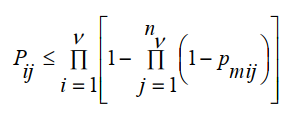 P_{ij} ≤ ∏_{i=1}^{ν} [1 - ∏_{j=1}^{n_ν} (1 - p_{mij})]